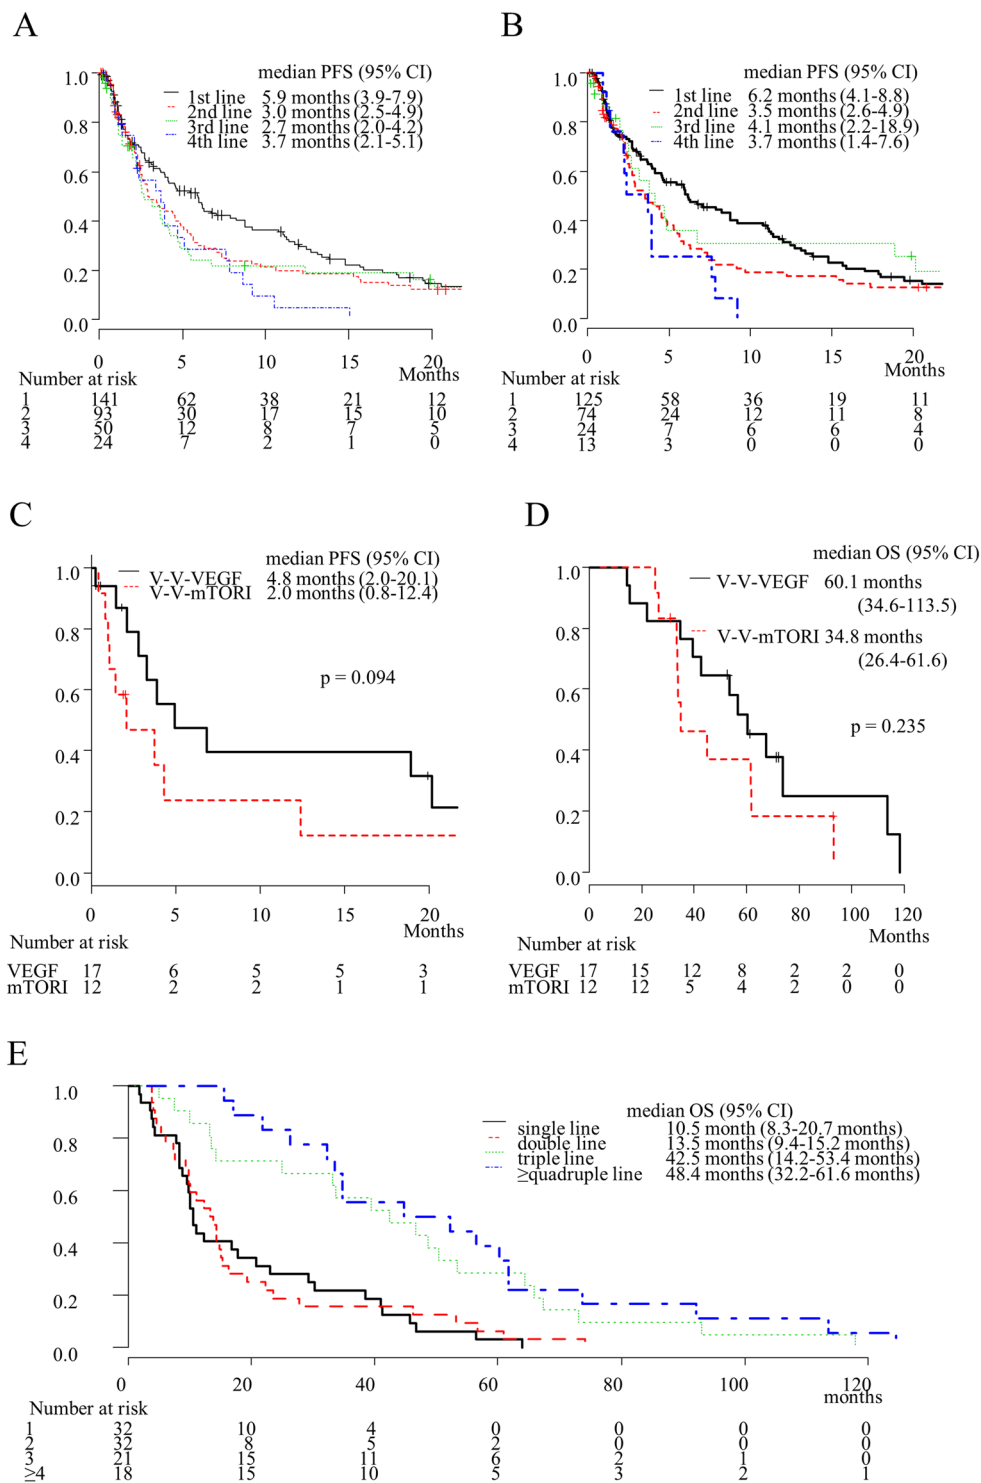 A
median PFS (95% CI)
1st line 5.9 months (3.9-7.9)
2nd line 3.0 months (2.5-4.9)
3rd line 2.7 months (2.0-4.2)
4th line 3.7 months (2.1-5.1)
1.0
0.8
0.6
0.4
0.2
0.0
0 5 10 15 20
Months
Number at risk
1 141 62 38 21 12
2 93 30 17 15 10
3 50 12 8 7 5
4 24 7 2 1 0
B
median PFS (95% CI)
1st line 6.2 months (4.1-8.8)
2nd line 3.5 months (2.6-4.9)
3rd line 4.1 months (2.2-18.9)
4th line 3.7 months (1.4-7.6)
1.0
0.8
0.6
0.4
0.2
0.0
0 5 10 15 20
Months
Number at risk
1 125 58 36 19 11
2 74 24 12 11 8
3 24 7 6 6 4
4 13 3 0 0 0
C
median PFS (95% CI)
V-V-VEGF 4.8 months (2.0-20.1)
V-V-mTORI 2.0 months (0.8-12.4)
p = 0.094
1.0
0.8
0.6
0.4
0.2
0.0
0 5 10 15 20
Months
Number at risk
VEGF 17 6 5 5 3
mTORI 12 2 2 1 1
D
median OS (95% CI)
V-V-VEGF 60.1 months
(34.6-113.5)
V-V-mTORI 34.8 months
(26.4-61.6)
p = 0.235
1.0
0.8
0.6
0.4
0.2
0.0
0 20 40 60 80 100 120
Months
Number at risk
VEGF 17 15 12 8 2 2 0
mTORI 12 12 5 4 2 0 0
E
median OS (95% CI)
single line 10.5 month (8.3-20.7 months)
double line 13.5 months (9.4-15.2 months)
triple line 42.5 months (14.2-53.4 months)
≥quadruple line 48.4 months (32.2-61.6 months)
1.0
0.8
0.6
0.4
0.2
0.0
0 20 40 60 80 100 120
months
Number at risk
1 32 10 4 0 0 0 0
2 32 8 5 2 0 0 0
3 21 15 11 6 2 1 0
≥4 18 15 10 5 3 2 1